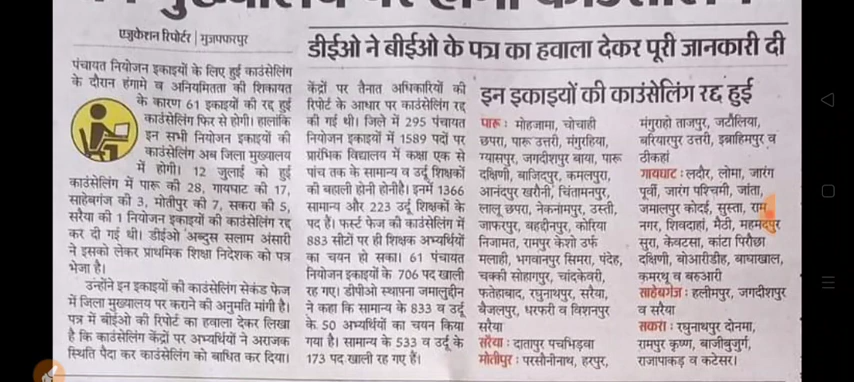 एजुकेशन रिपोर्टर | मुजफ्फरपुर
पंचायत नियोजन इकाइयों के लिए हुई काउंसेलिंग
के दौरान हंगामे व अनियमितता की शिकायत
के कारण 61 इकाइयों की रद्द हुई
काउंसेलिंग फिर से होगी। हालांकि
इन सभी नियोजन इकाइयों की
काउंसेलिंग अब जिला मुख्यालय
में होगी। 12 जुलाई को हुई
काउंसेलिंग में पारू की 28, गायघाट की 17,
साहेबगंज की 3, मोतीपुर की 7, सकरा की 5,
सरैया की 1 नियोजन इकाइयों की काउंसेलिंग रद्द
कर दी गई थी। डीईओ अब्दुस सलाम अंसारी
ने इसको लेकर प्राथमिक शिक्षा निदेशक को पत्र
भेजा है।
उन्होंने इन इकाइयों की काउंसेलिंग सेकंड फेज
में जिला मुख्यालय पर कराने की अनुमति मांगी है।
पत्र में बीईओ की रिपोर्ट का हवाला देकर लिखा
है कि काउंसेलिंग केंद्रों पर अभ्यर्थियों ने अराजक
स्थिति पैदा कर काउंसेलिंग को बाधित कर दिया।
डीईओ ने बीईओ के पत्र का हवाला देकर पूरी जानकारी दी
केंद्रों पर तैनात अधिकारियों की
रिपोर्ट के आधार पर काउंसेलिंग रद्द
की गई थी। जिले में 295 पंचायत
नियोजन इकाइयों में 1589 पदों पर
प्रारंभिक विद्यालय में कक्षा एक से
पांच तक के सामान्य व उर्दू शिक्षकों
की बहाली होनी होनीहै। इनमें 1366
सामान्य और 223 उर्दू शिक्षकों के
पद हैं। फर्स्ट फेज की काउंसेलिंग में
883 सीटों पर ही शिक्षक अभ्यर्थियों
का चयन हो सका। 61 पंचायत
नियोजन इकाइयों के 706 पद खाली
रह गए। डीपीओ स्थापना जमालुद्दीन
ने कहा कि सामान्य के 833 व उर्दू
के 50 अभ्यर्थियों का चयन किया
गया है। सामान्य के 533 व उर्दू के
173 पद खाली रह गए हैं।
इन इकाइयों की काउंसेलिंग रद्द हुई
पारू : मोहजामा, चोचाही
छपरा, पारू उत्तरी, मंगुरहिया,
ग्यासपुर, जगदीशपुर बाया, पारू
दक्षिणी, बाजिदपुर, कमलपुरा,
आनंदपुर खरौनी, चिंतामनपुर,
लालू छपरा, नेकनामपुर, उस्ती,
जाफरपुर, बहदीनपुर, कोरिया
निजामत, रामपुर केशो उर्फ
मलाही, भगवानपुर सिमरा, पंदेह,
चक्की सोहागपुर, चांदकेवरी,
फतेहाबाद, रघुनाथपुर, सरैया,
बैजलपुर, धरफरी व विशनपुर
सरैया
सरैया : दातापुर पचभिड़वा
मोतीपुर : परसौनीनाथ, हरपुर,
मंगुराहो ताजपुर, जटौलिया,
बरियारपुर उत्तरी, इब्राहिमपुर व
ठीकहां
गायघाट : लदौर, लोमा, जारंग
पूर्वी, जारंग पश्चिमी, जांता,
जमालपुर कोदई, सुस्ता, राम
नगर, शिवदाहां, मैठी, महमदपुर
सुरा, केवटसा, कांटा पिरौछा
दक्षिणी, बोआरीडीह, बाघाखाल,
कमरथू व बरुआरी
साहेबगंज : हलीमपुर, जगदीशपुर
व सरैया
सकरा : रघुनाथपुर दोनमा,
रामपुर कृष्ण, बाजीबुजुर्ग,
राजापाकड़ व कटेसर।